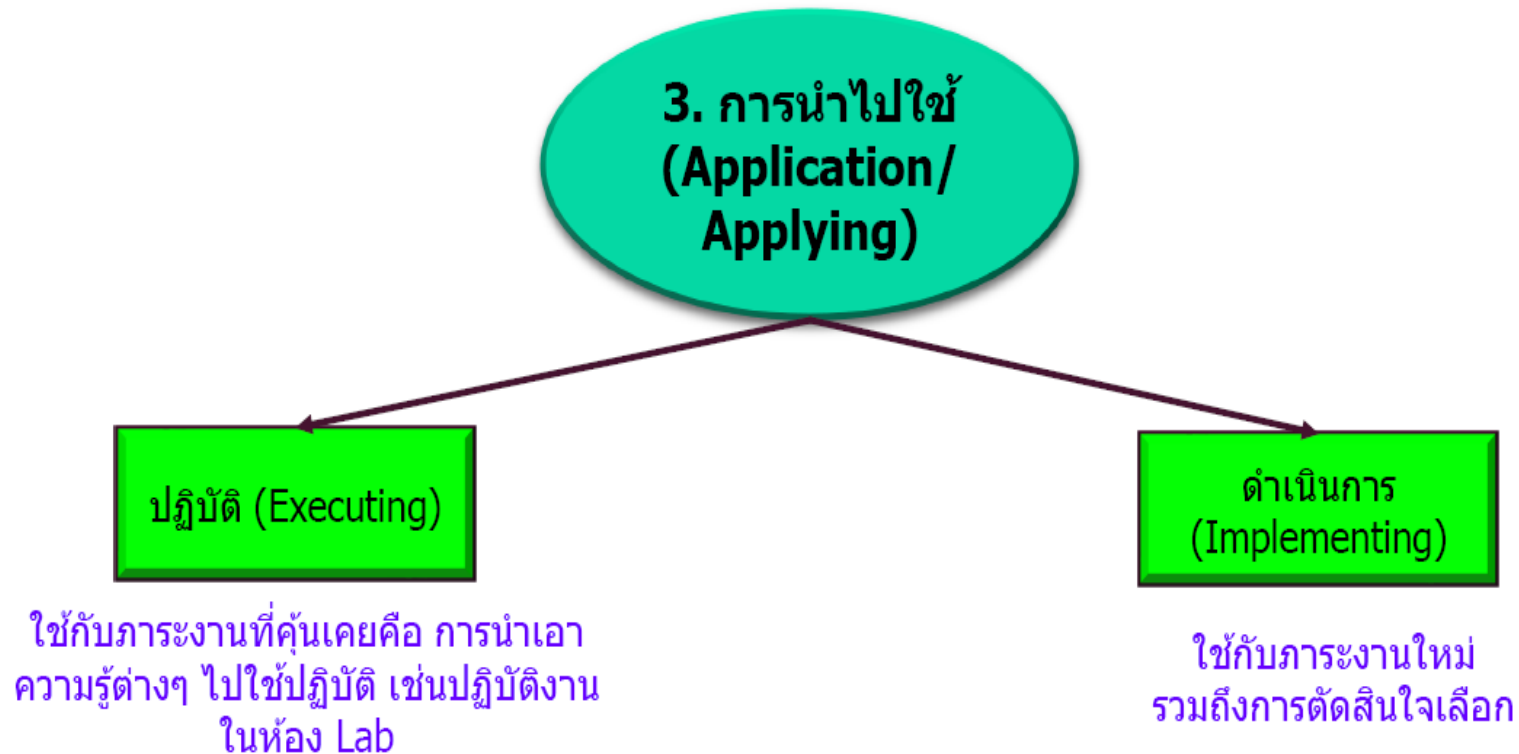 3. การนำไปใช้
(Application/
Applying)
ปฏิบัติ (Executing)
ดำเนินการ
(Implementing)
ใช้กับภาระงานที่คุ้นเคยคือ การนำเอา
ความรู้ต่างๆ ไปใช้ปฏิบัติ เช่นปฏิบัติงาน
ในห้อง Lab
ใช้กับภาระงานใหม่
รวมถึงการตัดสินใจเลือก